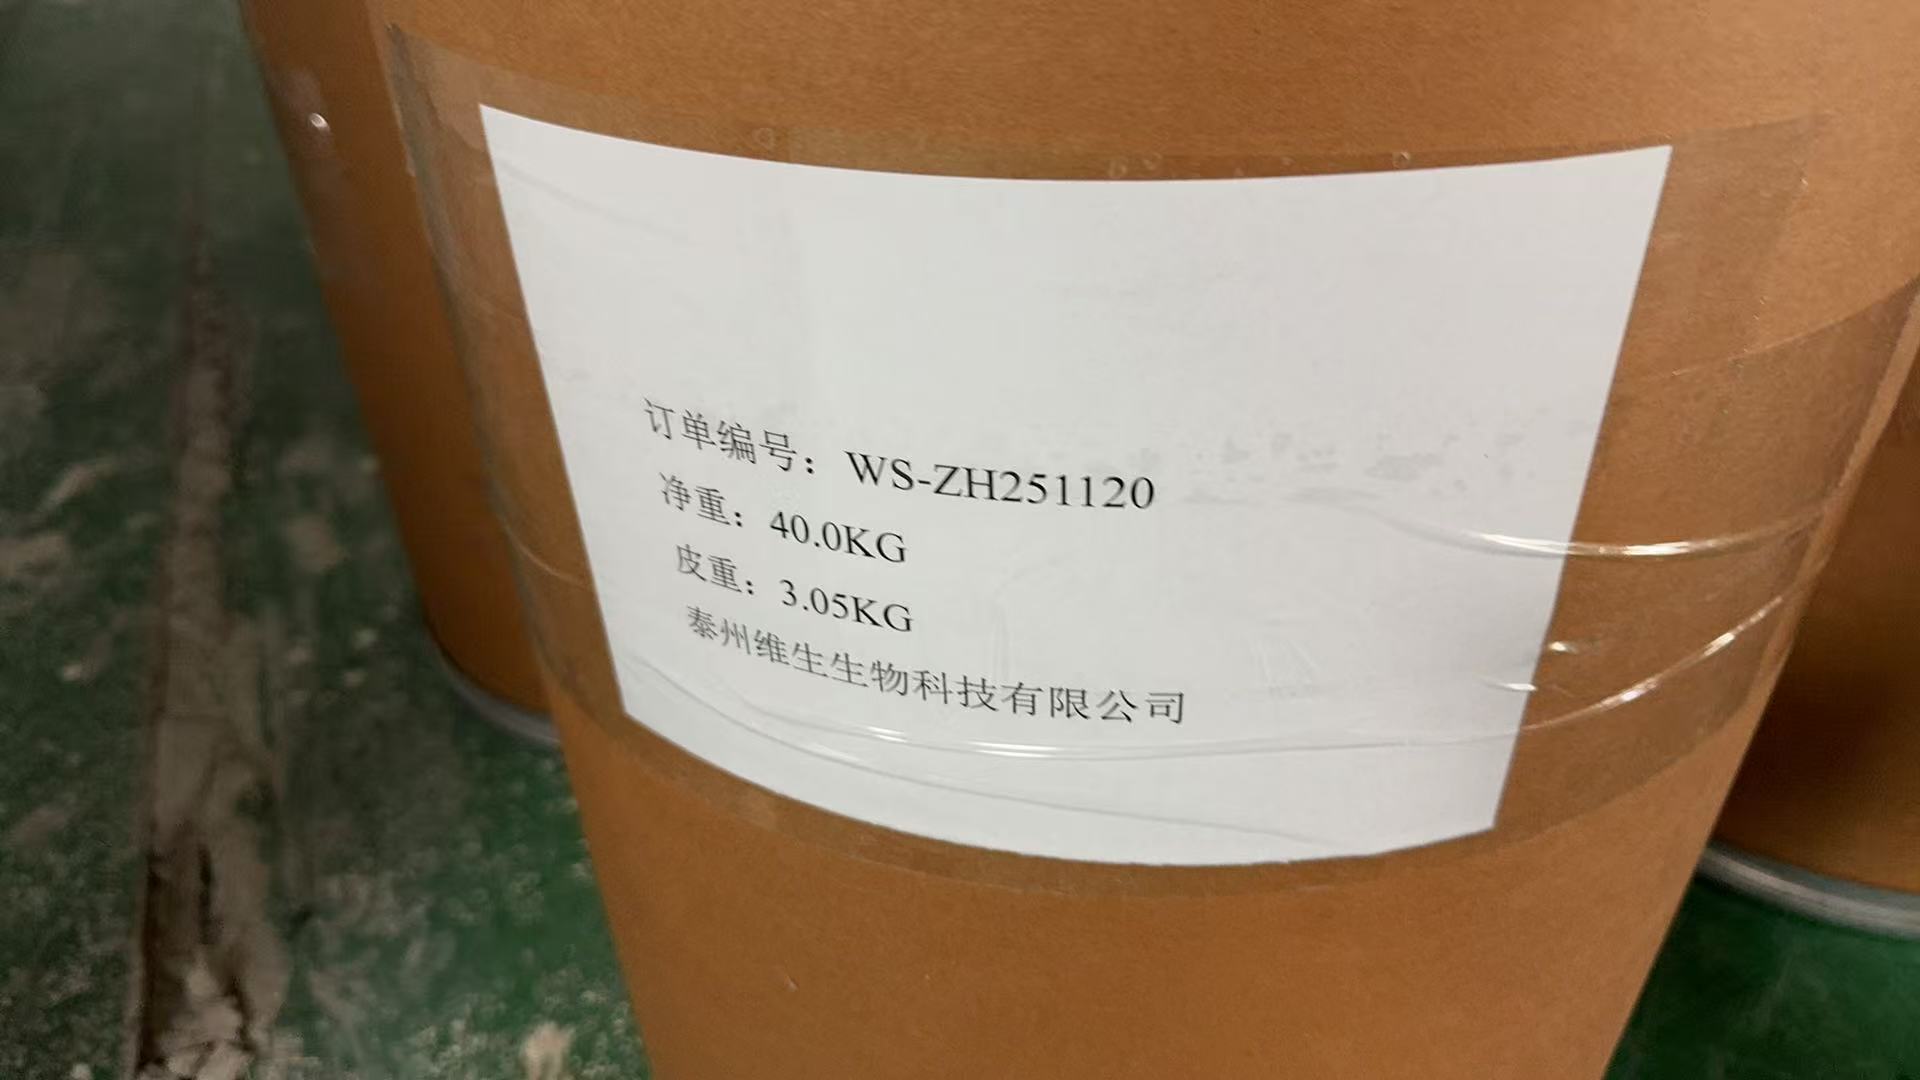 订单编号：WS-ZH251120
净重：40.0KG
皮重：3.05KG
泰州维生生物科技有限公司